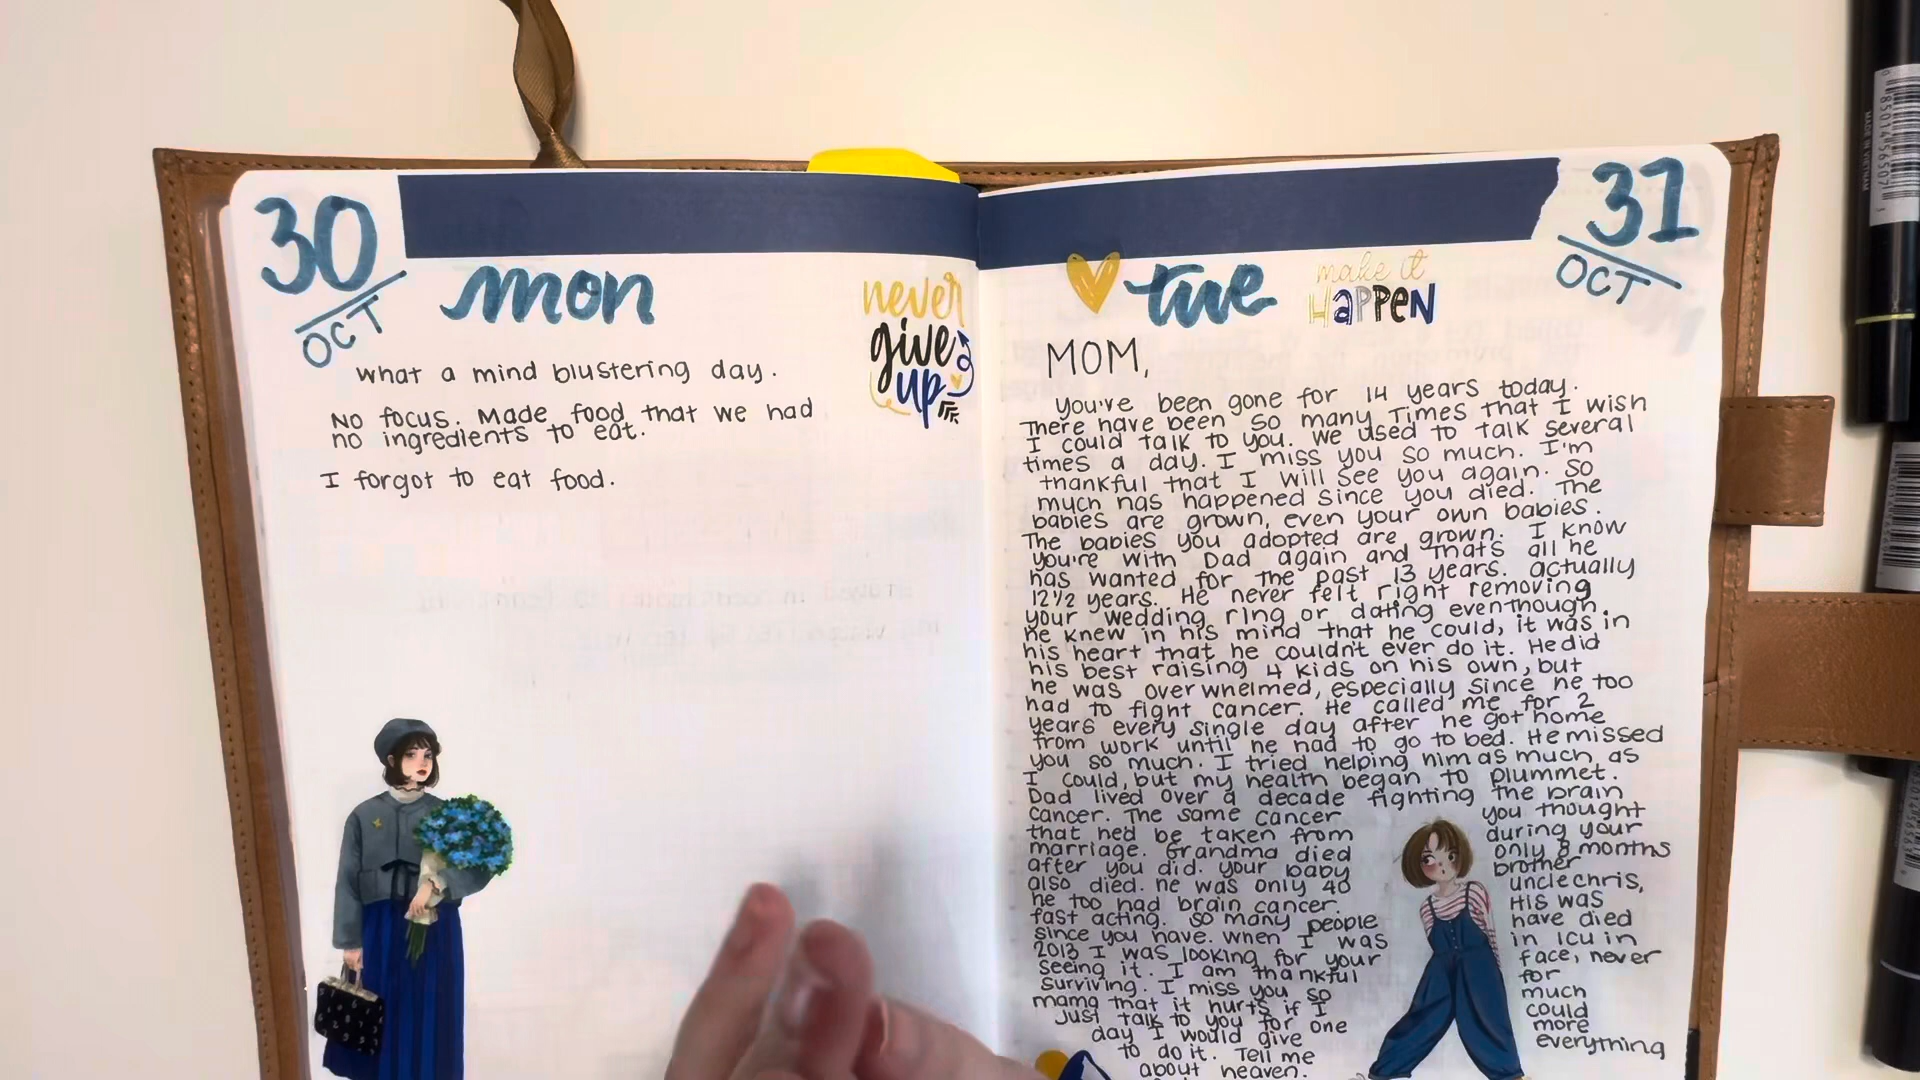 30
OCT
mon
never
give
up
what a mind blustering day.
No focus. Made food that we had
no ingredients to eat.
I forgot to eat food.
31
OCT
tue
make it
HAPPEN
MOM,
you've been gone for 14 years today.
There have been so many times that I wish
I could talk to you. we used to talk several
times a day. I miss you so much. I'm
thankful that I will see you again. so
much has happened since you died. The
babies are grown, even your own babies.
The babies you adopted are grown. I know
you're with Dad again and that's all he
has wanted for the past 13 years. actually
12 1/2 years. He never felt right removing
your wedding ring or dating eventhough
he knew in his mind that he could, it was in
his heart that he couldn't ever do it. He did
his best raising 4 kids on his own, but
he was overwhelmed, especially since he too
had to fight cancer. He called me for 2
years every single day after he got home
from work until he had to go to bed. He missed
you so much. I tried helping him as much as
I could, but my health began to plummet.
Dad lived over a decade fighting the brain
cancer. The same cancer you thought
that hed be taken from during your
marriage. Grandma died only 8 months
after you did. your baby brother
also died. he was only 40 uncle chris,
he too had brain cancer. His was
fast acting. so many people have died
since you have. when I was in ICU in
2013 I was looking for your face, never
seeing it. I am thankful for
surviving. I miss you so much
mama that it hurts if I could
just talk to you for one more
day I would give everything
to do it. Tell me
about heaven.
MADE IN VIETNAM